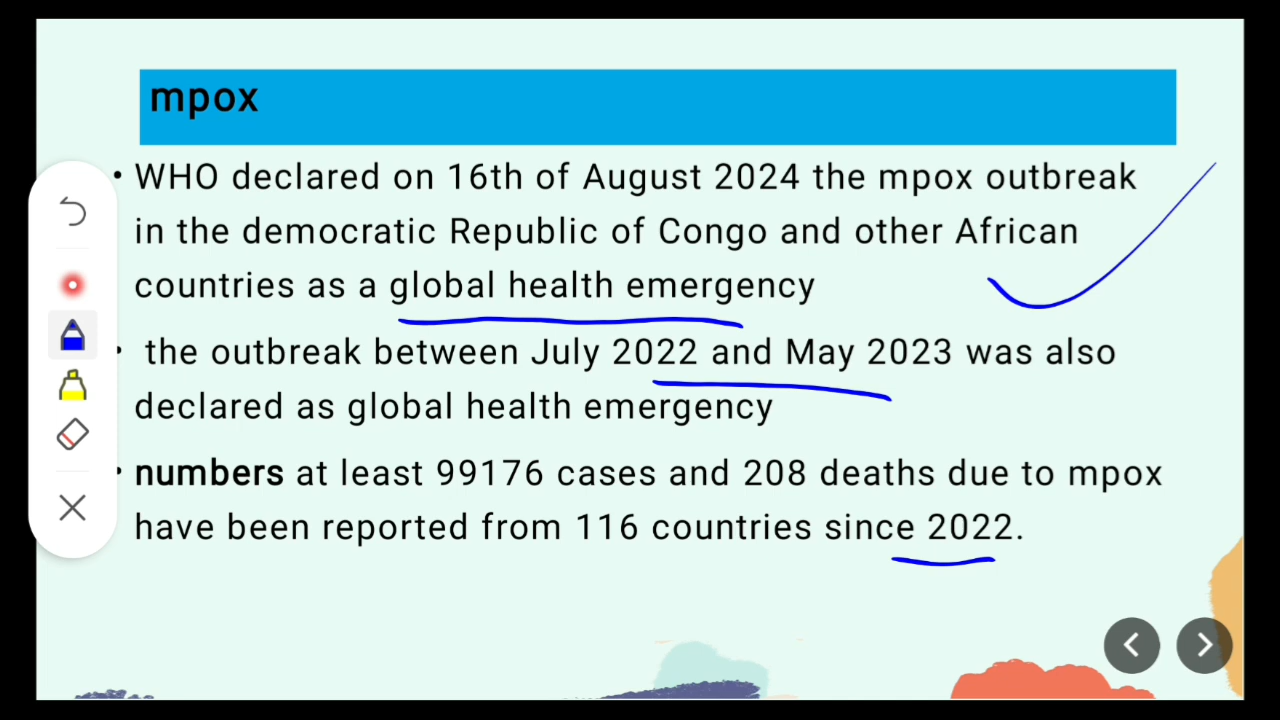 mpox
• WHO declared on 16th of August 2024 the mpox outbreak
in the democratic Republic of Congo and other African
countries as a global health emergency
• the outbreak between July 2022 and May 2023 was also
declared as global health emergency
• numbers at least 99176 cases and 208 deaths due to mpox
have been reported from 116 countries since 2022.